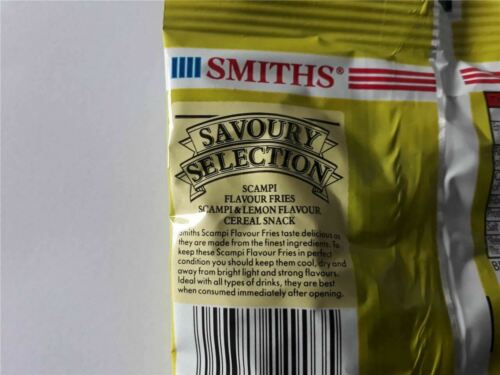 SMITHS®
SAVOURY
SELECTION
SCAMPI
FLAVOUR FRIES
SCAMPI & LEMON FLAVOUR
CEREAL SNACK
Smiths Scampi Flavour Fries taste delicious as
they are made from the finest ingredients. To
keep these Scampi Flavour Fries in perfect
condition you should keep them cool, dry and
away from bright light and strong flavours.
Ideal with all types of drinks, they are best
when consumed immediately after opening.